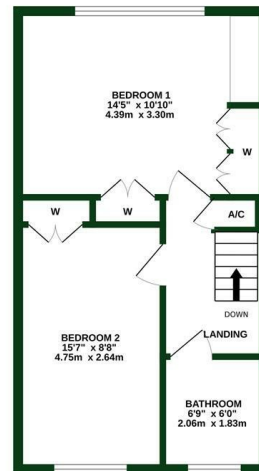 BEDROOM 1
14'5" x 10'10"
4.39m x 3.30m
W
W
W
A/C
DOWN
BEDROOM 2
15'7" x 8'8"
4.75m x 2.64m
LANDING
BATHROOM
6'9" x 6'0"
2.06m x 1.83m